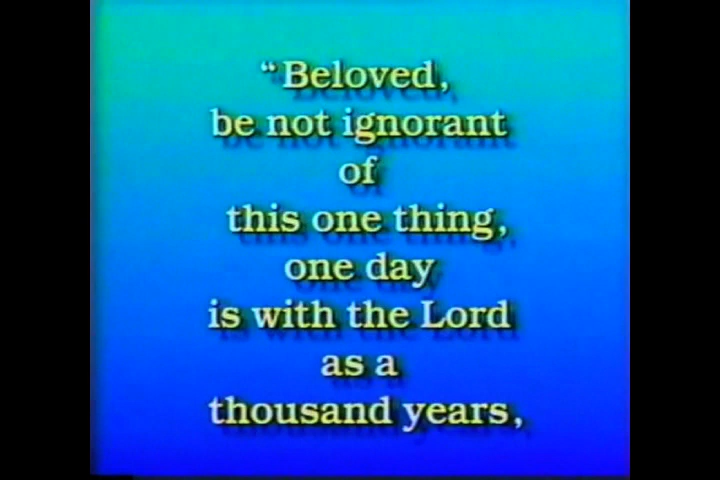 “Beloved,
be not ignorant
of
this one thing,
one day
is with the Lord
as a
thousand years,